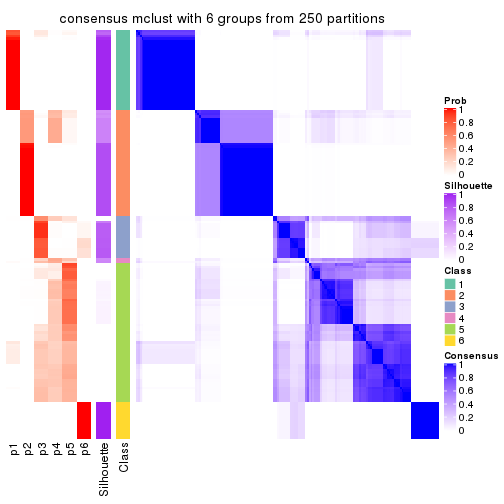 consensus mclust with 6 groups from 250 partitions
Prob
1
0.8
0.6
0.4
0.2
0
Silhouette
1
0.8
0.6
0.4
0.2
0
Class
1
2
3
4
5
6
Consensus
1
0.8
0.6
0.4
0.2
0
p1
p2
p3
p4
p5
p6
Silhouette
Class